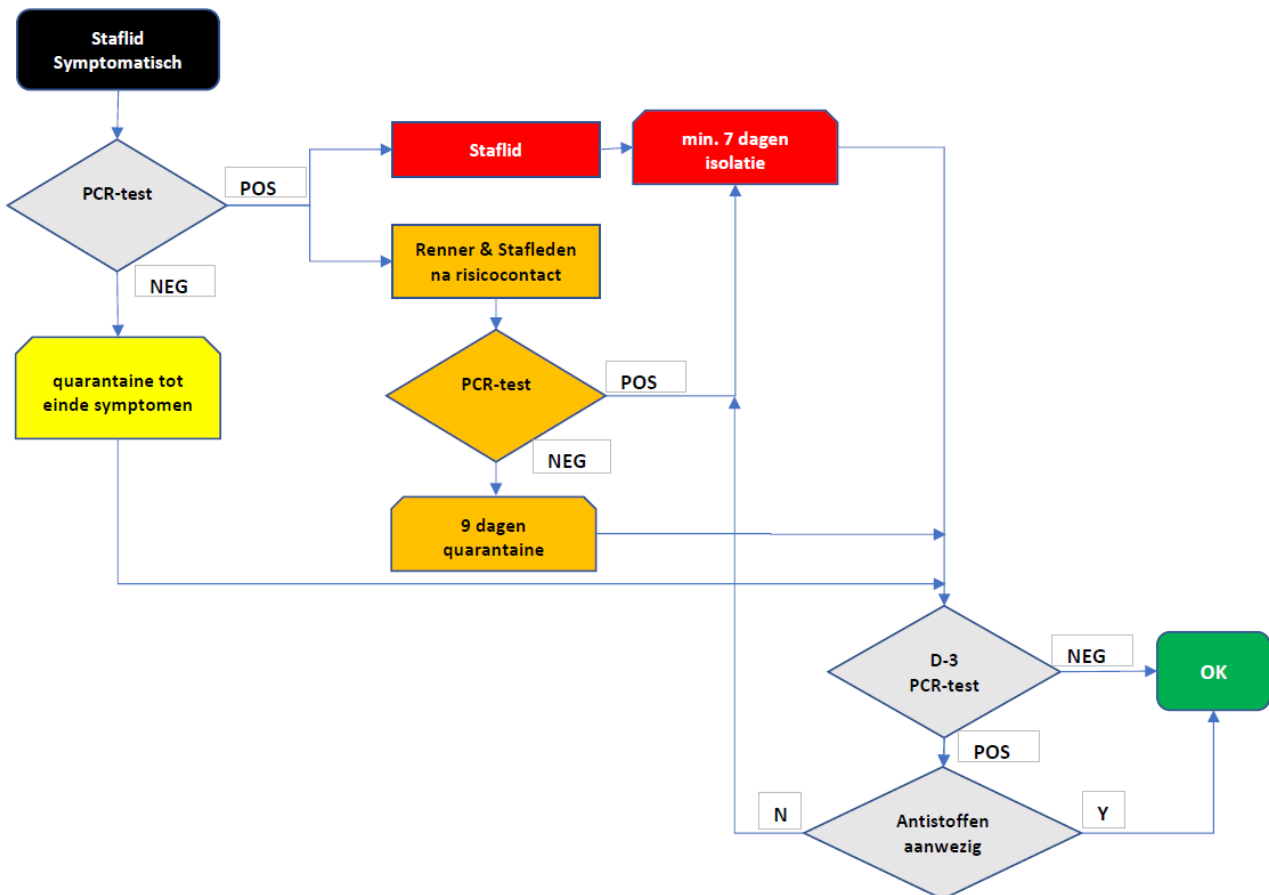 Staflid
Symptomatisch
PCR-test
POS
NEG
quarantaine tot
einde symptomen
Staflid
min. 7 dagen
isolatie
Renner & Stafleden
na risicocontact
PCR-test
POS
NEG
9 dagen
quarantaine
D-3
PCR-test
NEG
OK
POS
Antistoffen
aanwezig
N
Y